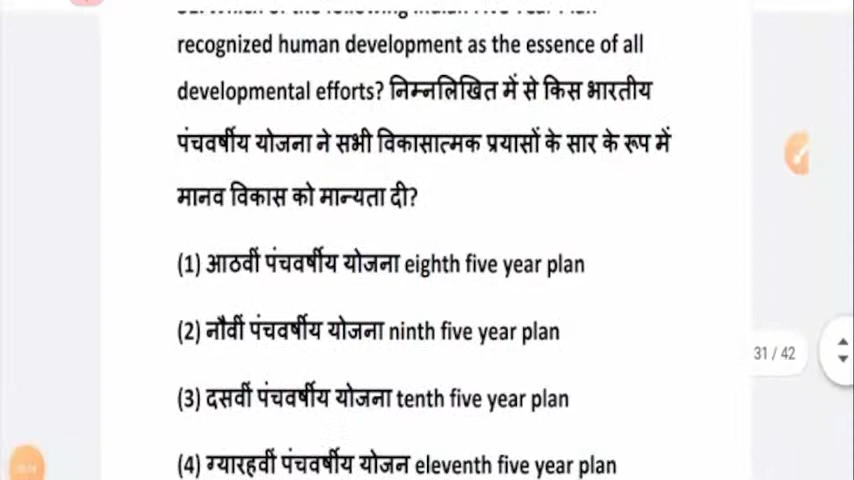 recognized human development as the essence of all
developmental efforts? निम्नलिखित में से किस भारतीय
पंचवर्षीय योजना ने सभी विकासात्मक प्रयासों के सार के रूप में
मानव विकास को मान्यता दी?
(1) आठवीं पंचवर्षीय योजना eighth five year plan
(2) नौवीं पंचवर्षीय योजना ninth five year plan
31 / 42
(3) दसवीं पंचवर्षीय योजना tenth five year plan
(4) ग्यारहवीं पंचवर्षीय योजन eleventh five year plan